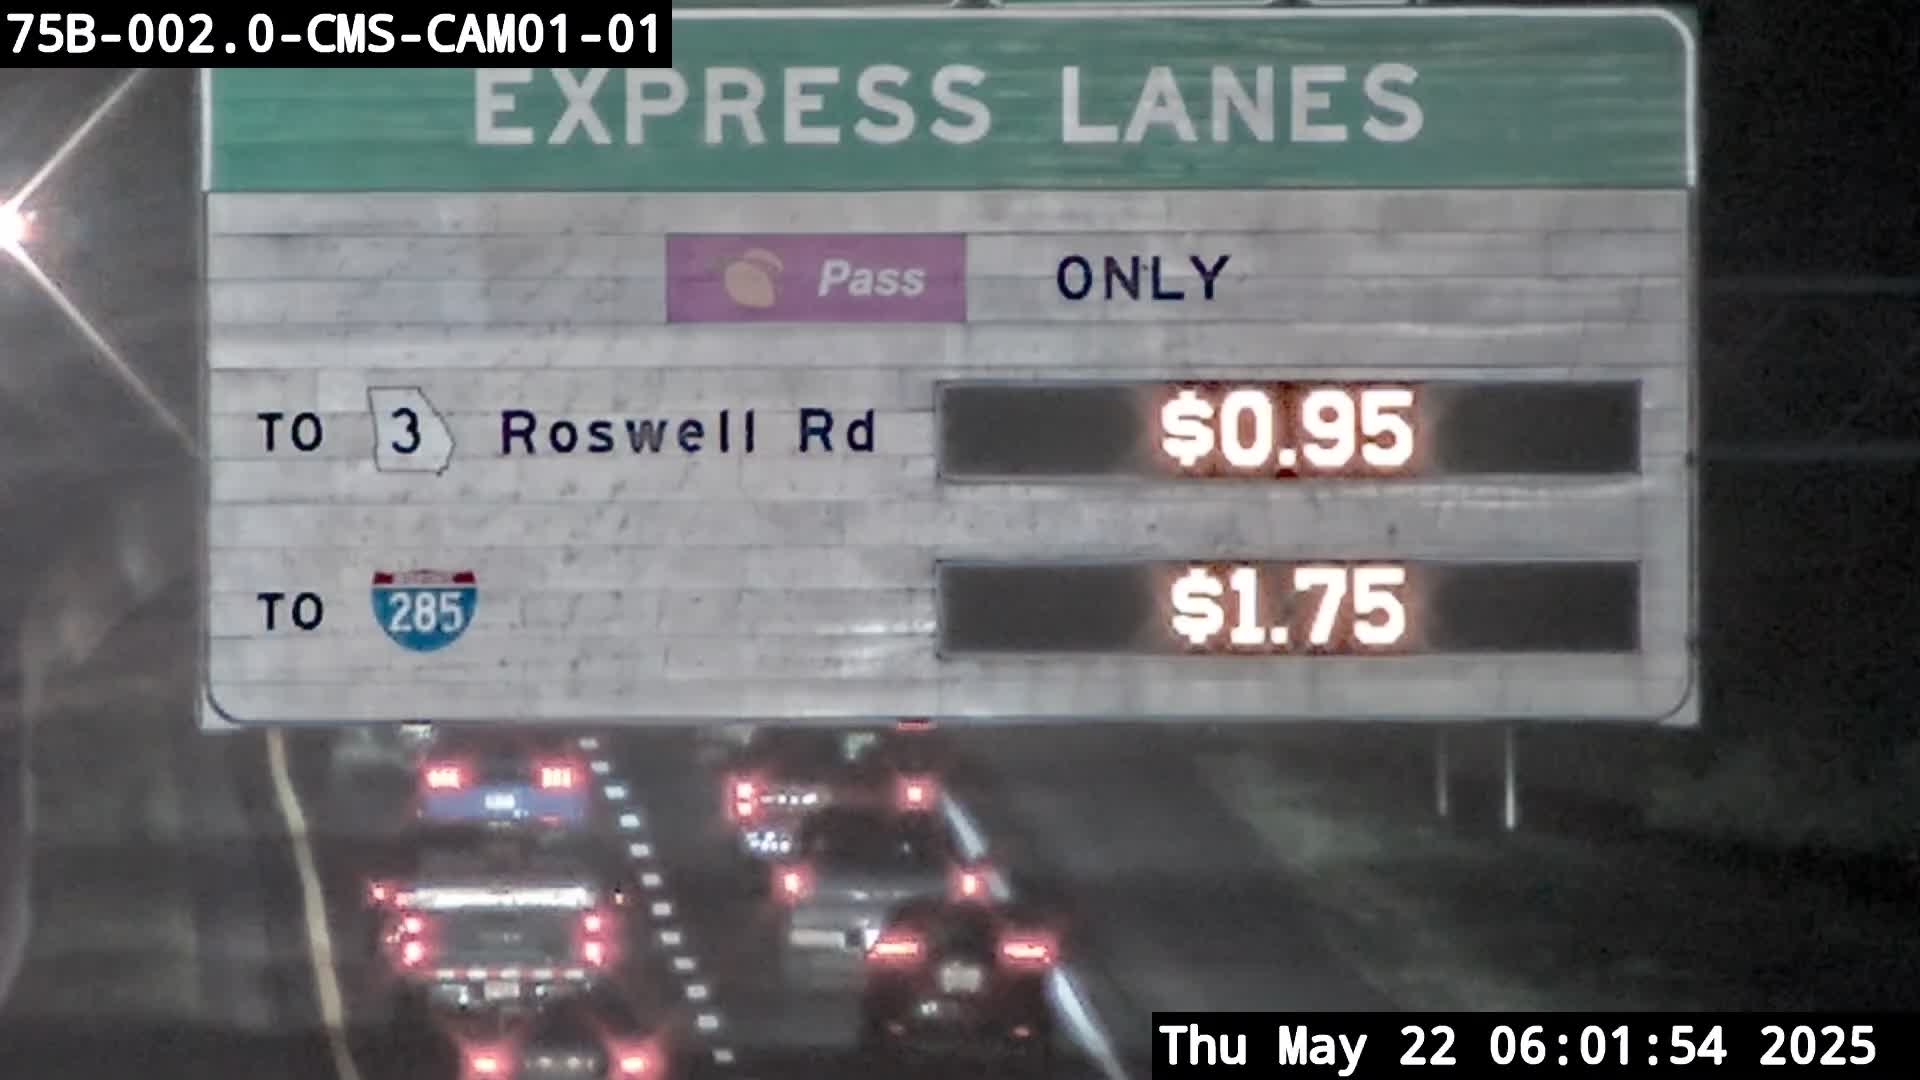 75B-002.0-CMS-CAM01-01
EXPRESS LANES
Pass ONLY
TO 3 Roswell Rd $0.95
TO 285 $1.75
Thu May 22 06:01:54 2025